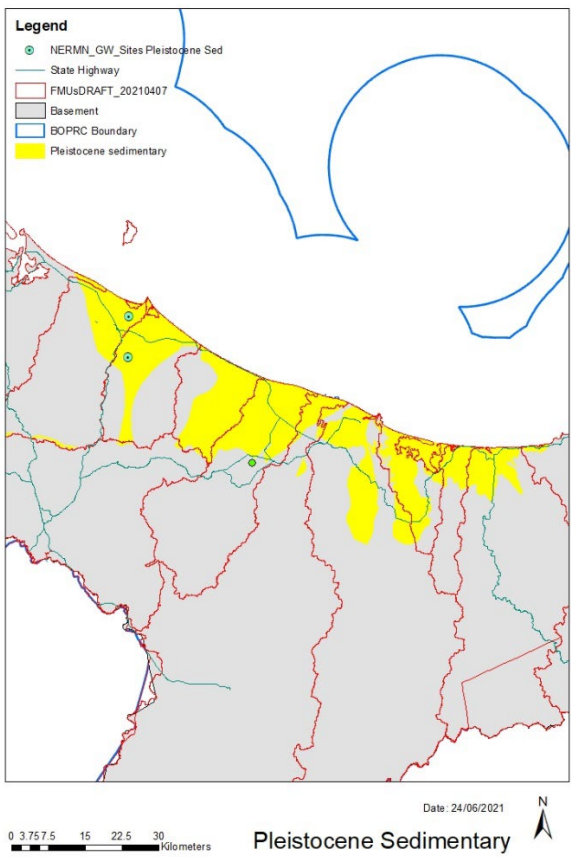 Legend
NERMN_GW_Sites Pleistocene Sed
State Highway
FMUsDRAFT_20210407
Basement
BOPRC Boundary
Pleistocene sedimentary
Date: 24/06/2021
N
0 3.75 7.5 15 22.5 30
Kilometers
Pleistocene Sedimentary